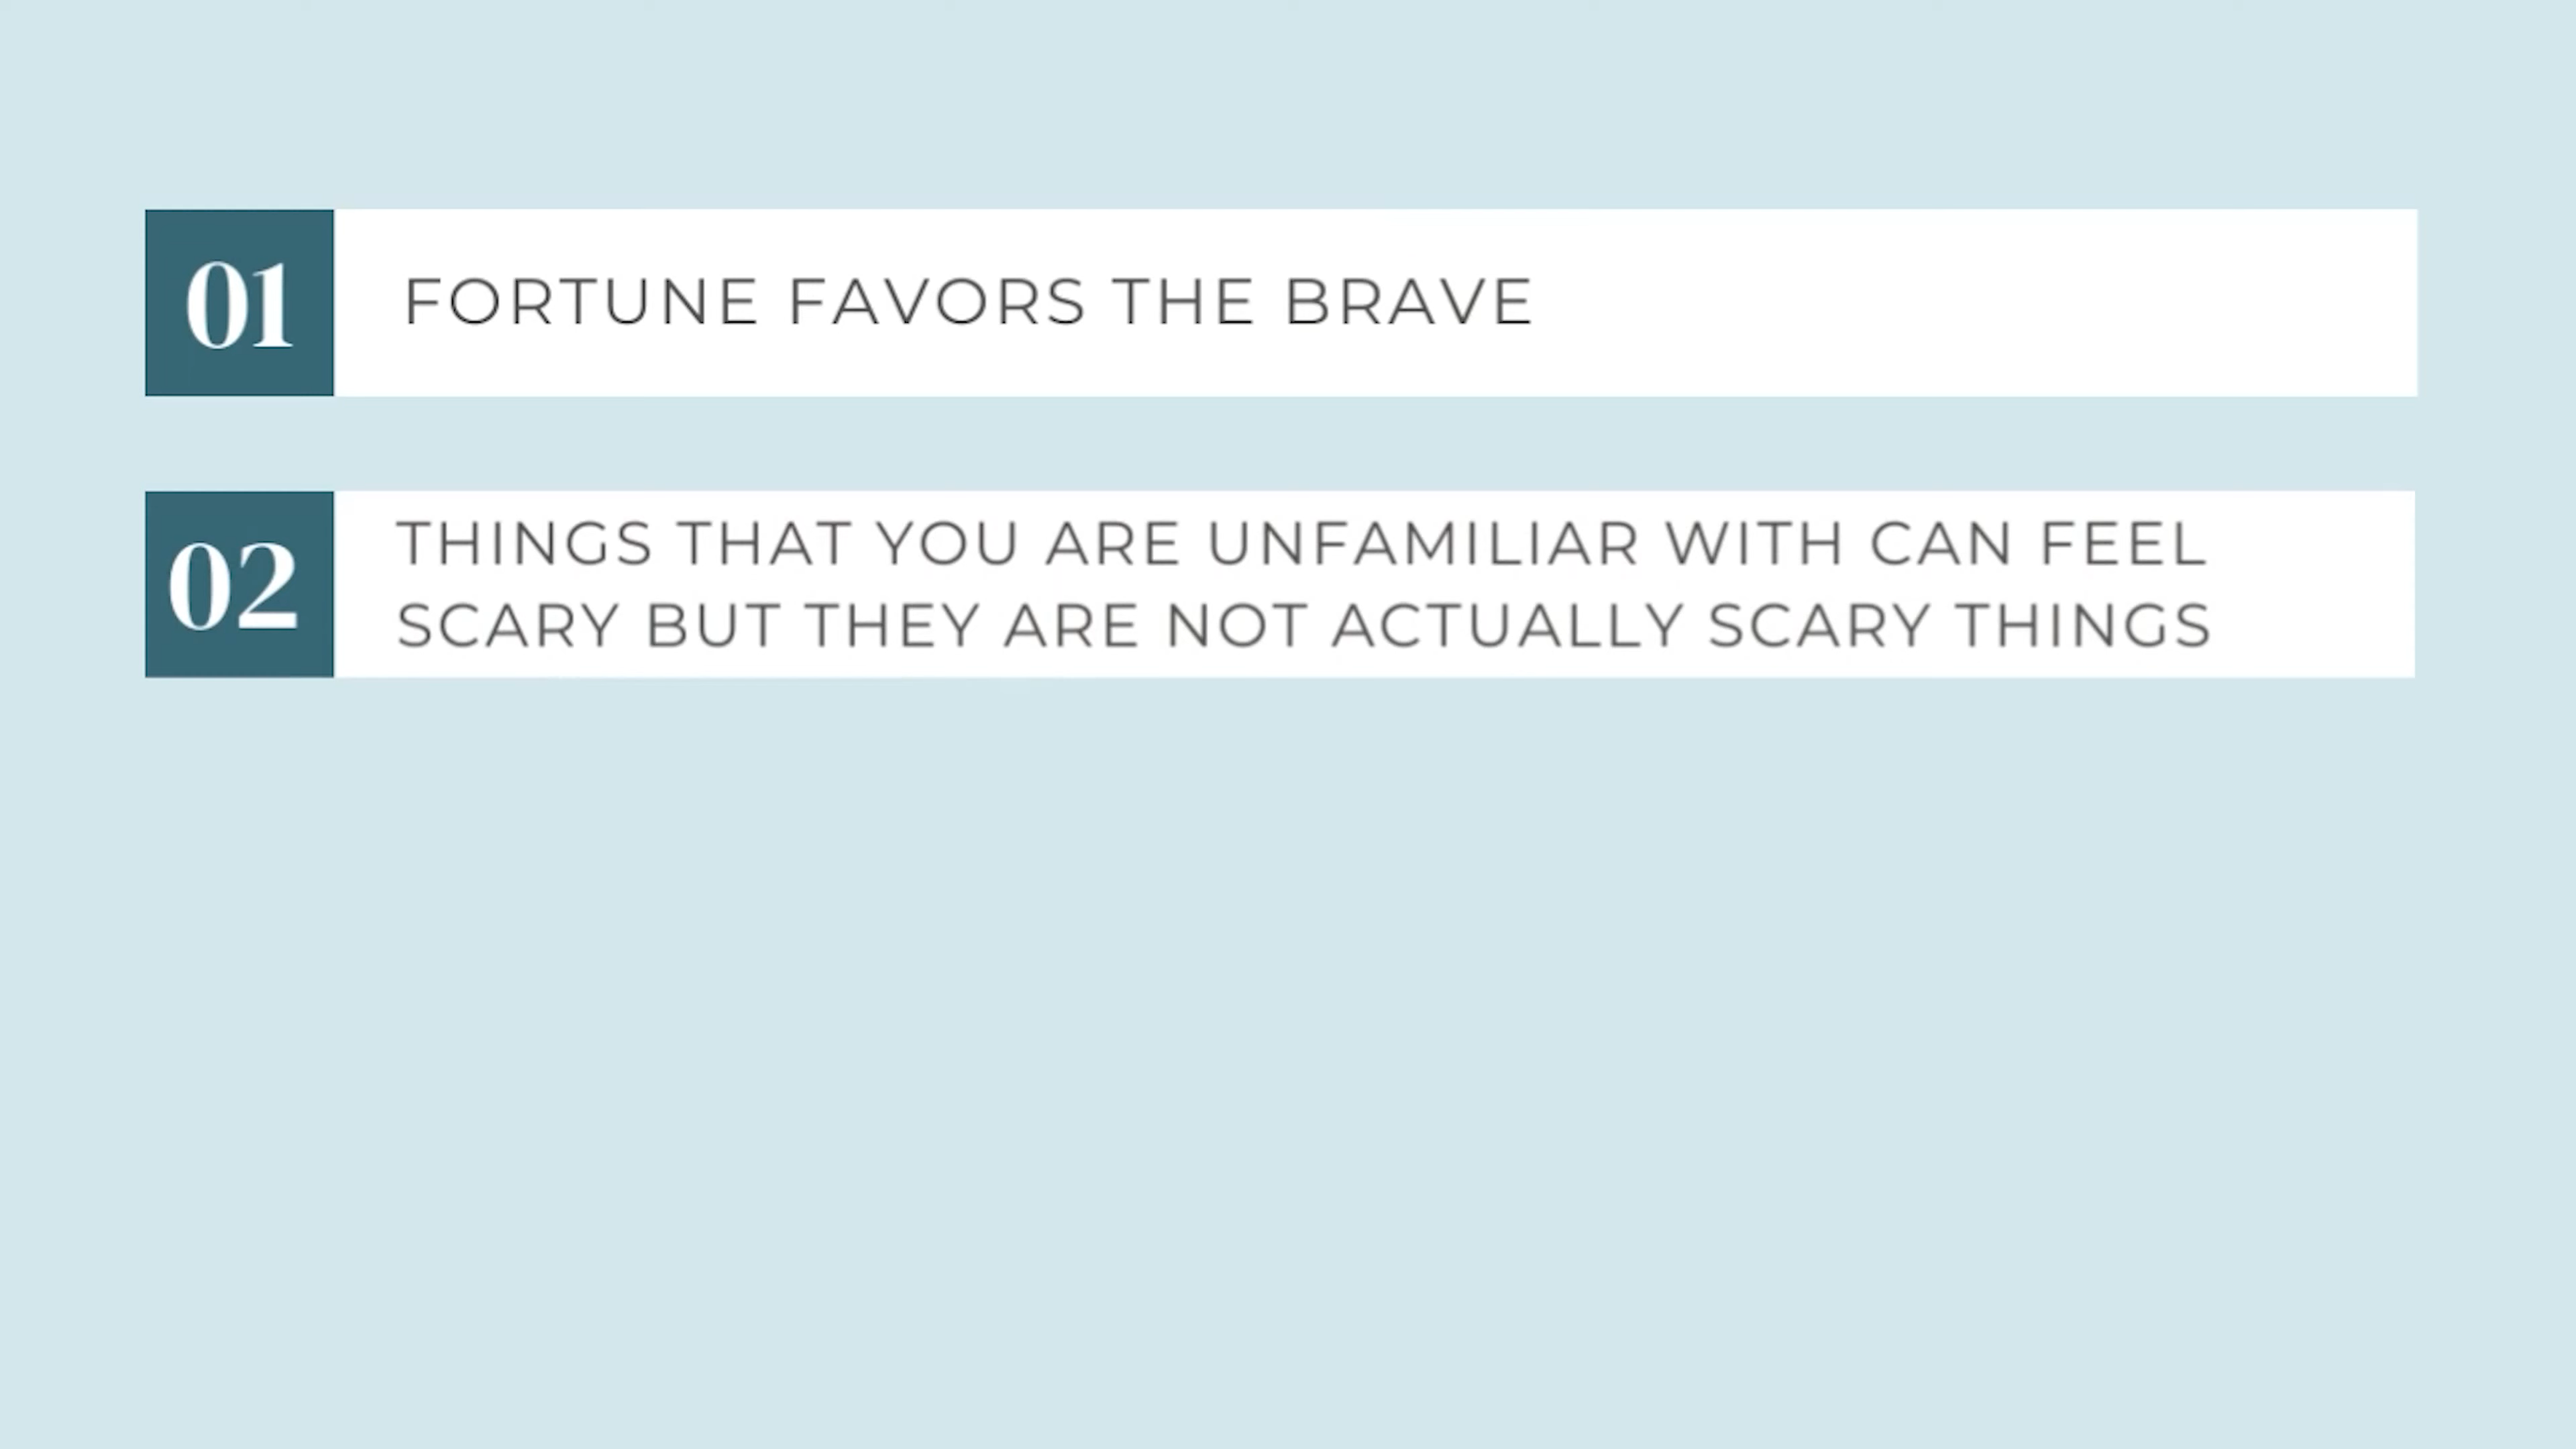 01 FORTUNE FAVORS THE BRAVE
02 THINGS THAT YOU ARE UNFAMILIAR WITH CAN FEEL
SCARY BUT THEY ARE NOT ACTUALLY SCARY THINGS